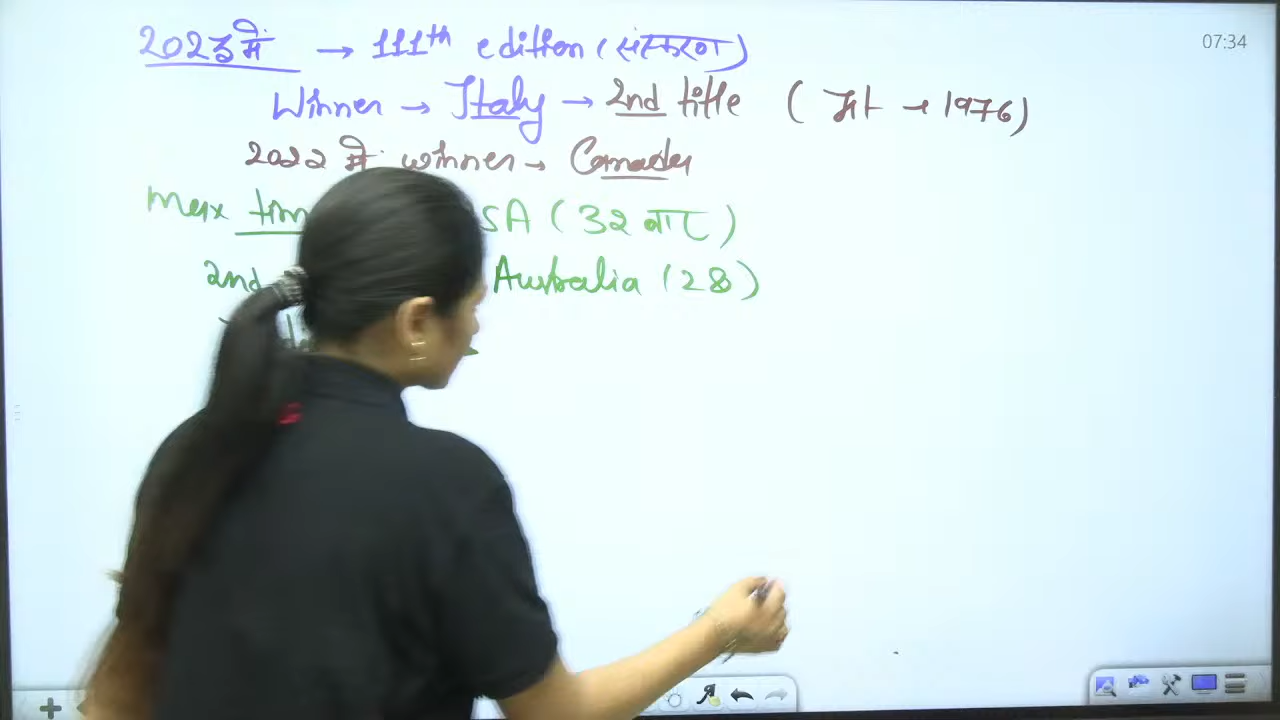 2023 में → 111th edition (संस्करण)
07:34
Winner → Italy → 2nd title ( 1st → 1976)
2022 में winner → Canada
Max tim SA (32 बार)
2nd Australia (28)